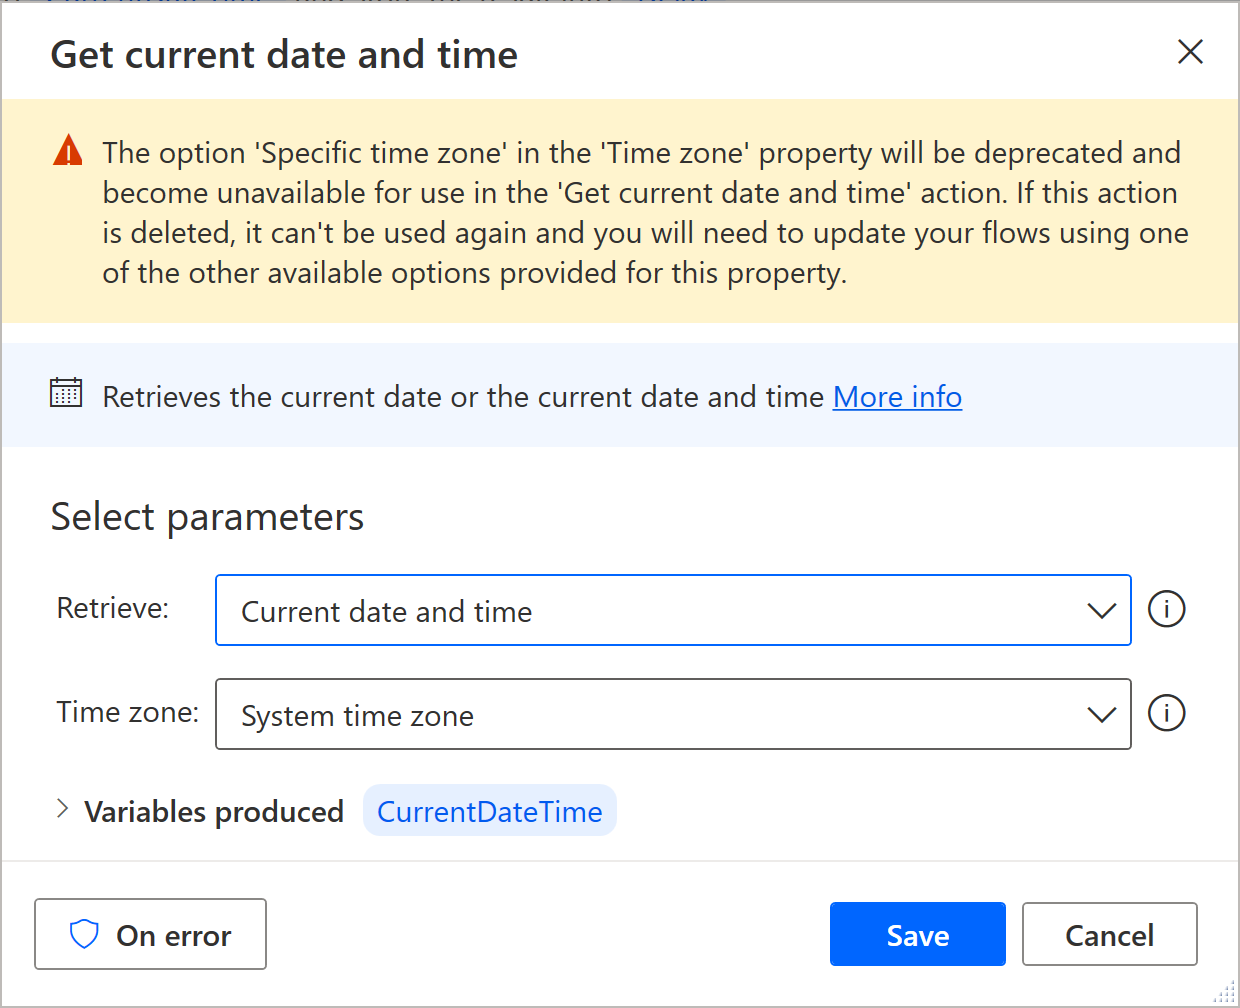 Get current date and time
The option 'Specific time zone' in the 'Time zone' property will be deprecated and
become unavailable for use in the 'Get current date and time' action. If this action
is deleted, it can't be used again and you will need to update your flows using one
of the other available options provided for this property.
Retrieves the current date or the current date and time More info
Select parameters
Retrieve: Current date and time
Time zone: System time zone
Variables produced CurrentDateTime
On error Save Cancel